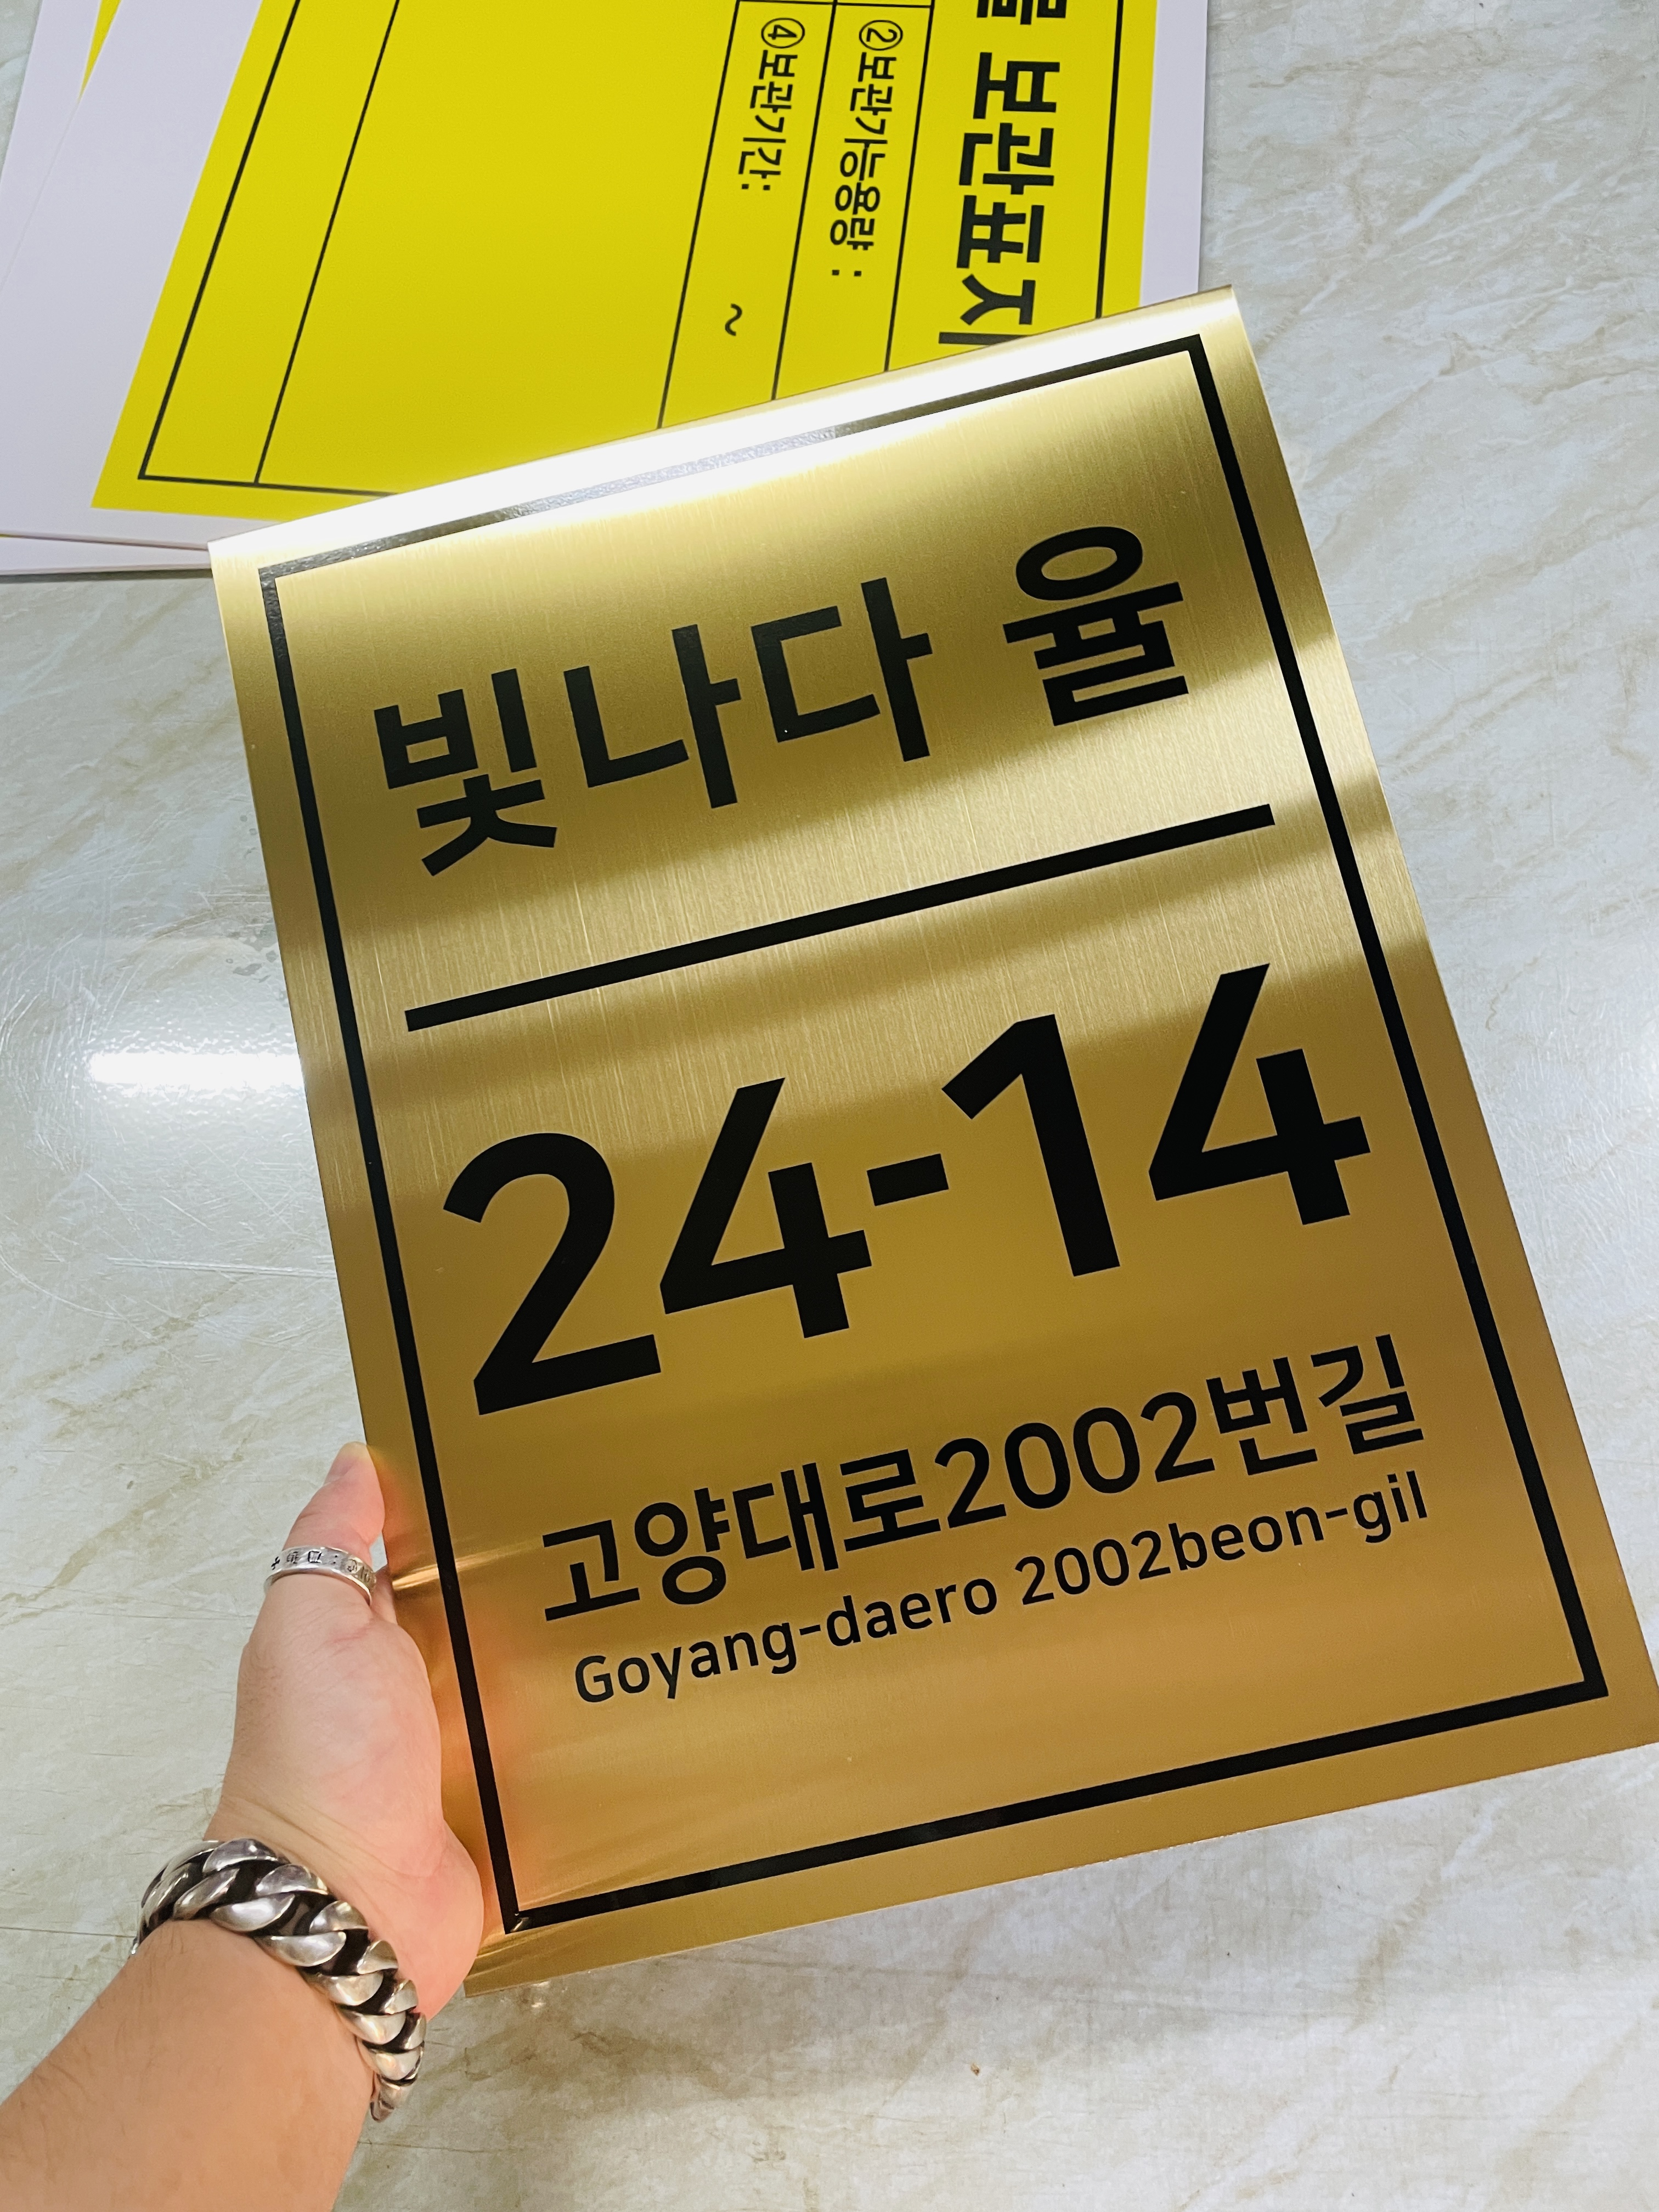 보관표지
②보관가능용량 :
④보관기간: ~
빛나다 율
24-14
고양대로2002번길
Goyang-daero 2002beon-gil